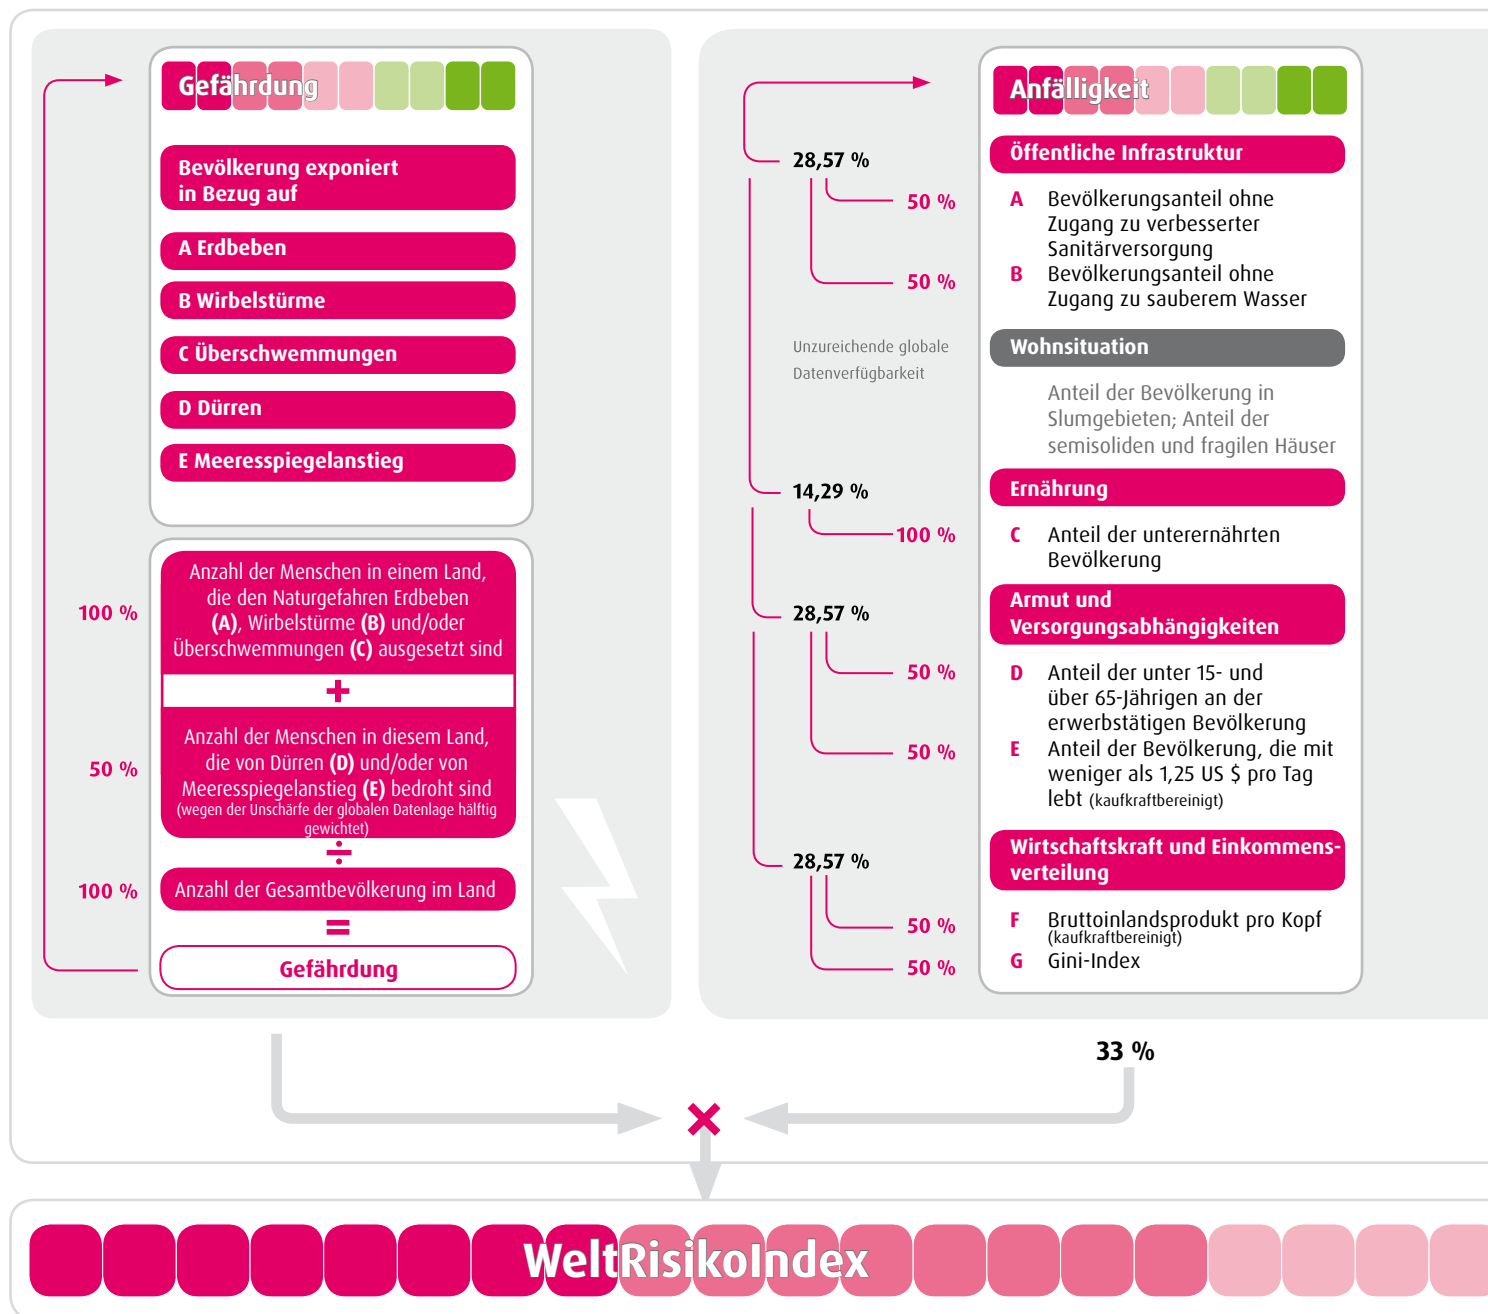 Gefährdung
Bevölkerung exponiert
in Bezug auf
A Erdbeben
B Wirbelstürme
C Überschwemmungen
D Dürren
E Meeresspiegelanstieg
100 %
Anzahl der Menschen in einem Land,
die den Naturgefahren Erdbeben
(A), Wirbelstürme (B) und/oder
Überschwemmungen (C) ausgesetzt sind
+
50 %
Anzahl der Menschen in diesem Land,
die von Dürren (D) und/oder von
Meeresspiegelanstieg (E) bedroht sind
(wegen der Unschärfe der globalen Datenlage hälftig
gewichtet)
÷
100 %
Anzahl der Gesamtbevölkerung im Land
=
Gefährdung
Anfälligkeit
28,57 %
Öffentliche Infrastruktur
50 %
A Bevölkerungsanteil ohne
Zugang zu verbesserter
Sanitärversorgung
50 %
B Bevölkerungsanteil ohne
Zugang zu sauberem Wasser
Unzureichende globale
Datenverfügbarkeit
Wohnsituation
Anteil der Bevölkerung in
Slumgebieten; Anteil der
semisoliden und fragilen Häuser
14,29 %
Ernährung
100 %
C Anteil der unterernährten
Bevölkerung
28,57 %
Armut und
Versorgungsabhängigkeiten
50 %
D Anteil der unter 15- und
über 65-Jährigen an der
erwerbstätigen Bevölkerung
50 %
E Anteil der Bevölkerung, die mit
weniger als 1,25 US $ pro Tag
lebt (kaufkraftbereinigt)
28,57 %
Wirtschaftskraft und Einkommens-
verteilung
50 %
F Bruttoinlandsprodukt pro Kopf
(kaufkraftbereinigt)
50 %
G Gini-Index
33 %
×
WeltRisikoIndex